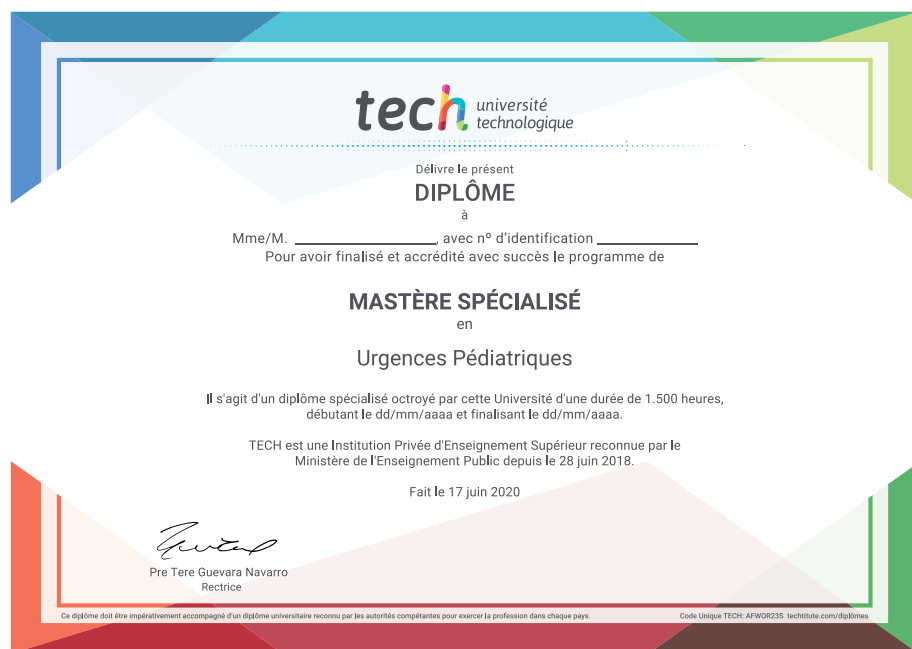 tech université
technologique
Délivre le présent
DIPLÔME
à
Mme/M. ____________________, avec nº d'identification ______________
Pour avoir finalisé et accrédité avec succès le programme de
MASTÈRE SPÉCIALISÉ
en
Urgences Pédiatriques
Il s'agit d'un diplôme spécialisé octroyé par cette Université d'une durée de 1.500 heures,
débutant le dd/mm/aaaa et finalisant le dd/mm/aaaa.
TECH est une Institution Privée d'Enseignement Supérieur reconnue par le
Ministère de l'Enseignement Public depuis le 28 juin 2018.
Fait le 17 juin 2020
Pre Tere Guevara Navarro
Rectrice
Ce diplôme doit être impérativement accompagné d'un diplôme universitaire reconnu par les autorités compétantes pour exercer la profession dans chaque pays.
Code Unique TECH: AFWOR23S techtitute.com/diplômes